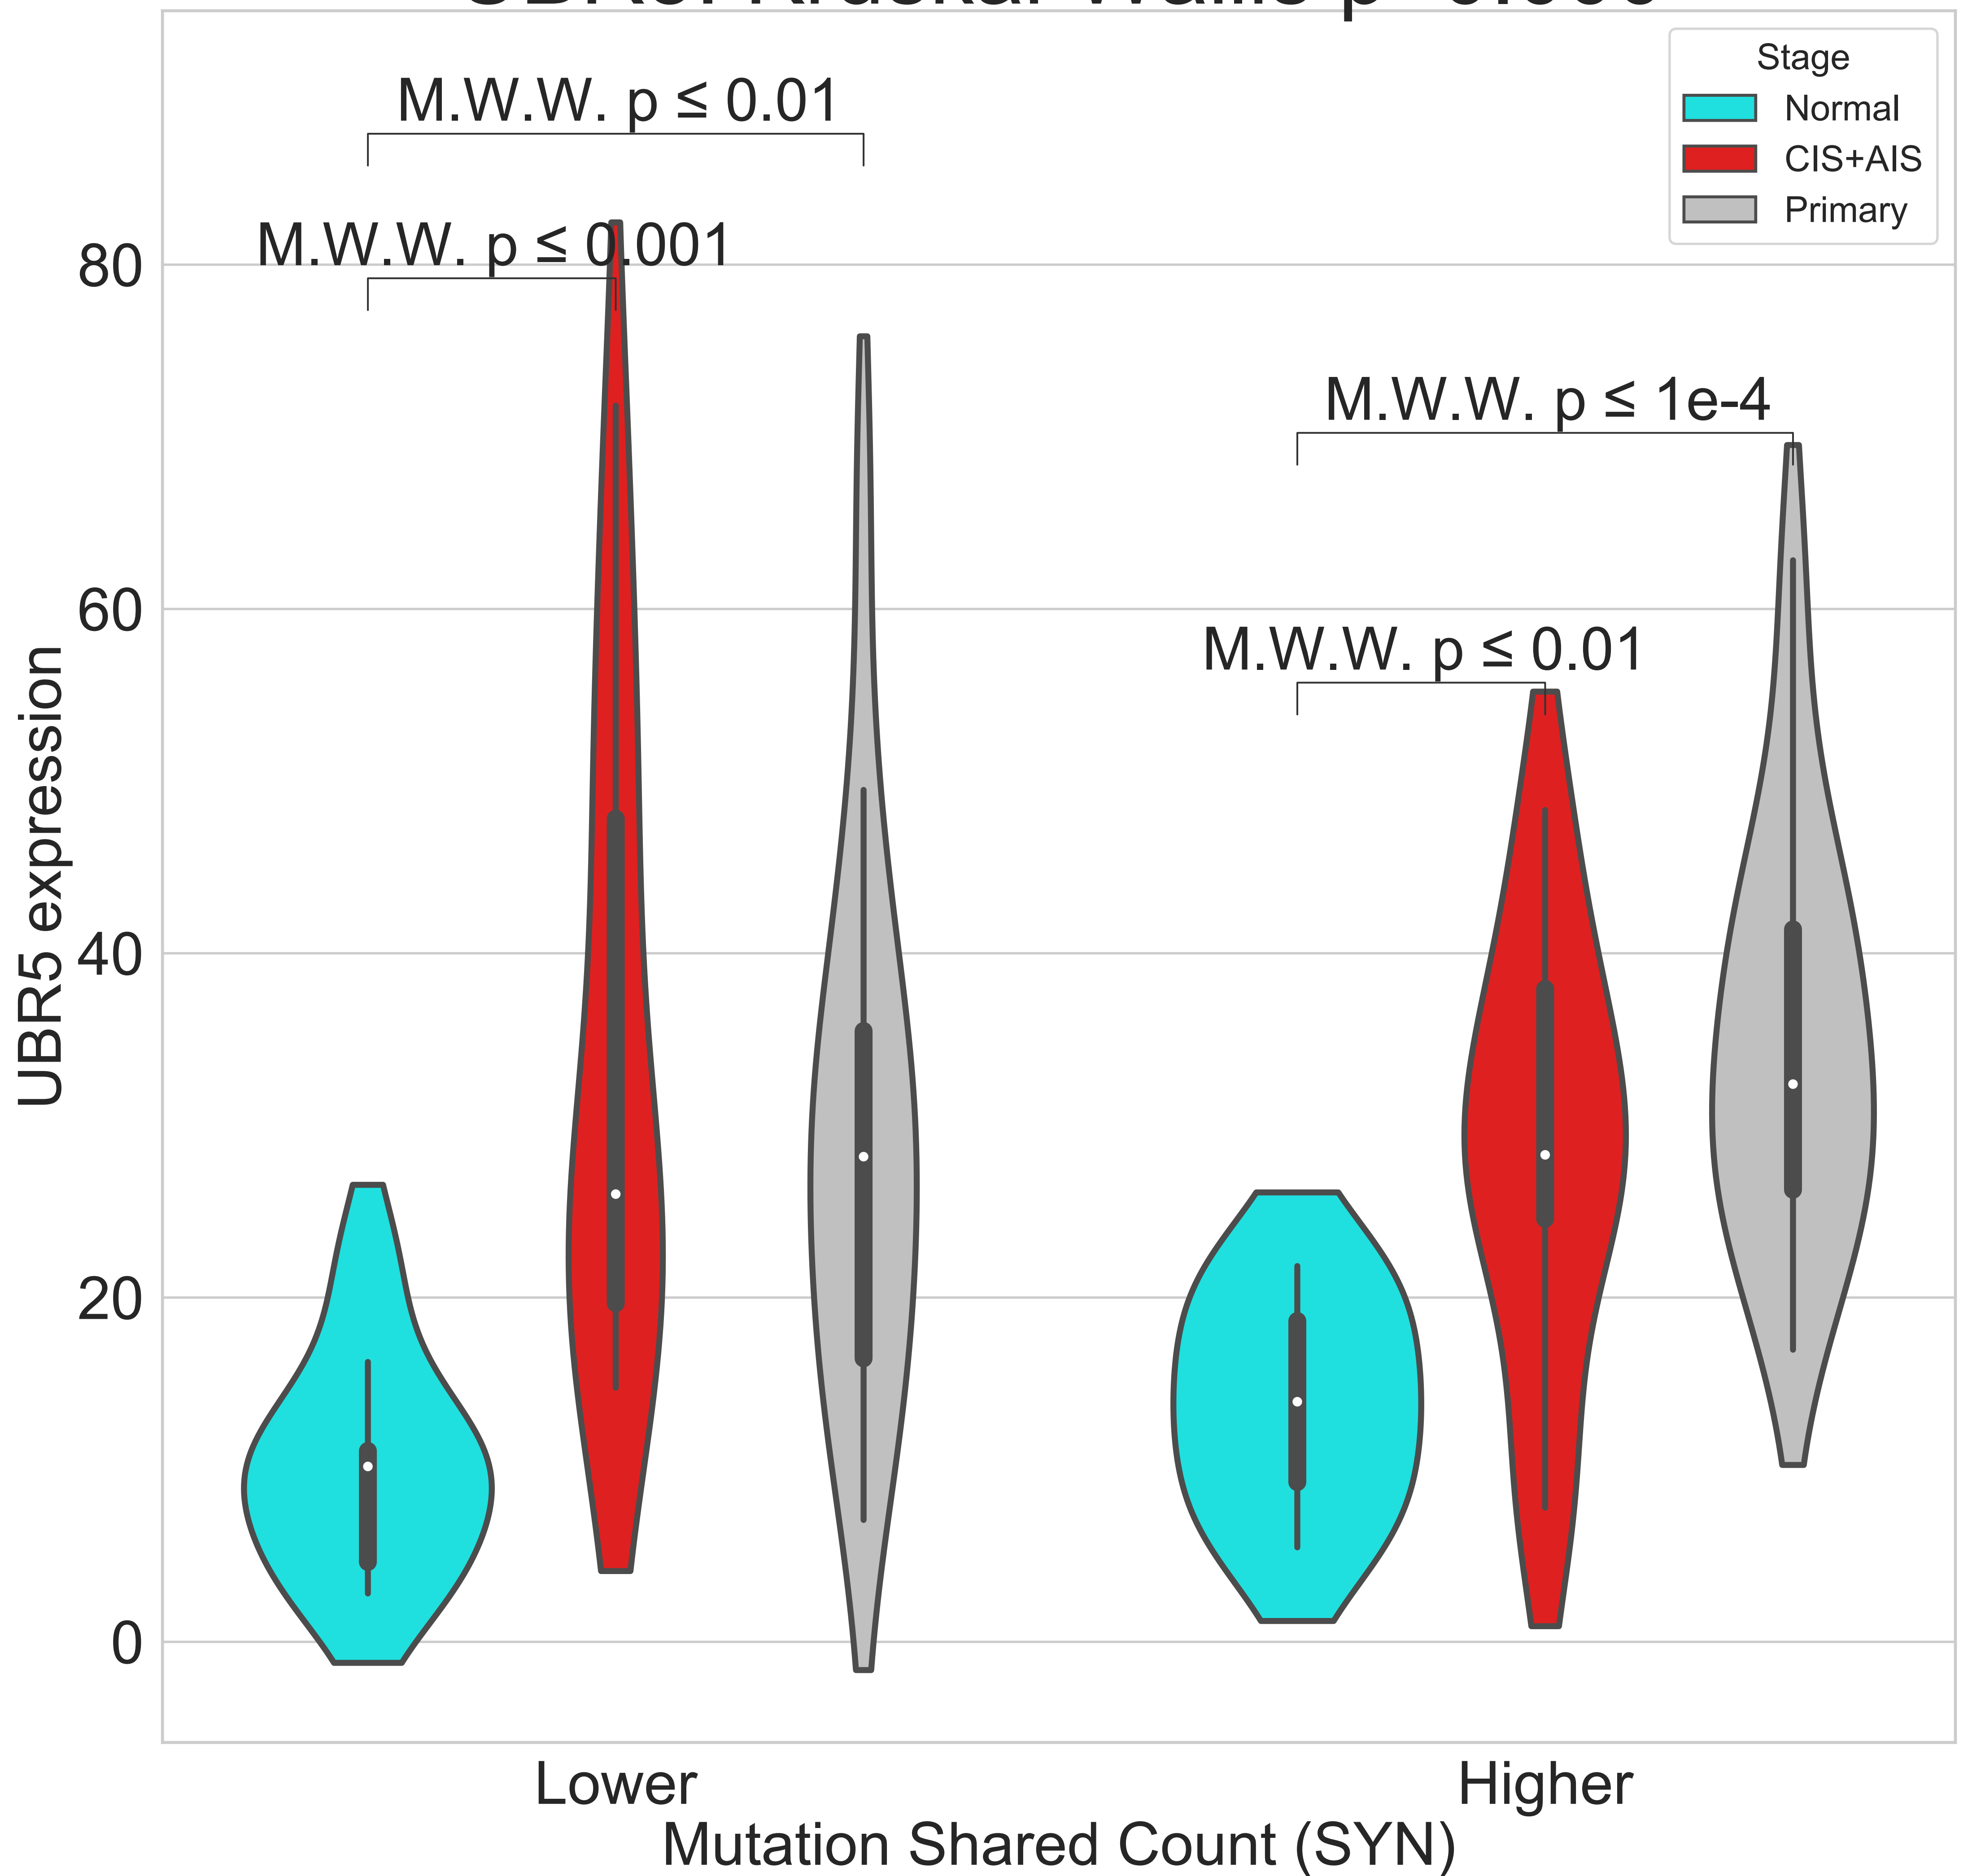 Stage
Normal
CIS+AIS
Primary
M.W.W. p ≤ 0.01
M.W.W. p ≤ 0.001
M.W.W. p ≤ 1e-4
M.W.W. p ≤ 0.01
80
60
40
20
0
UBR5 expression
Lower
Higher
Mutation Shared Count (SYN)